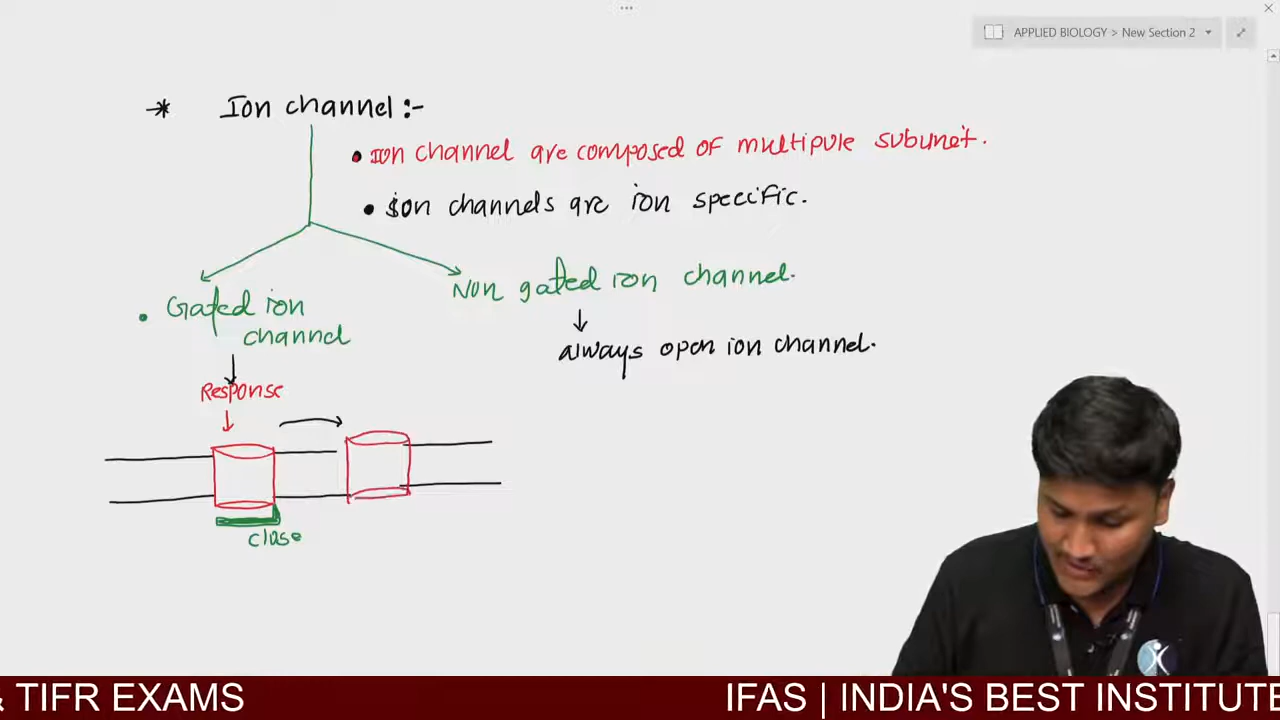 APPLIED BIOLOGY > New Section 2
Ion channel :-
• Ion channel are composed of multipule subunit.
• ion channels are ion specific.
• Gated ion
channel
Non gated ion channel.
always open ion channel.
Response
close
& TIFR EXAMS
IFAS | INDIA'S BEST INSTITUTE